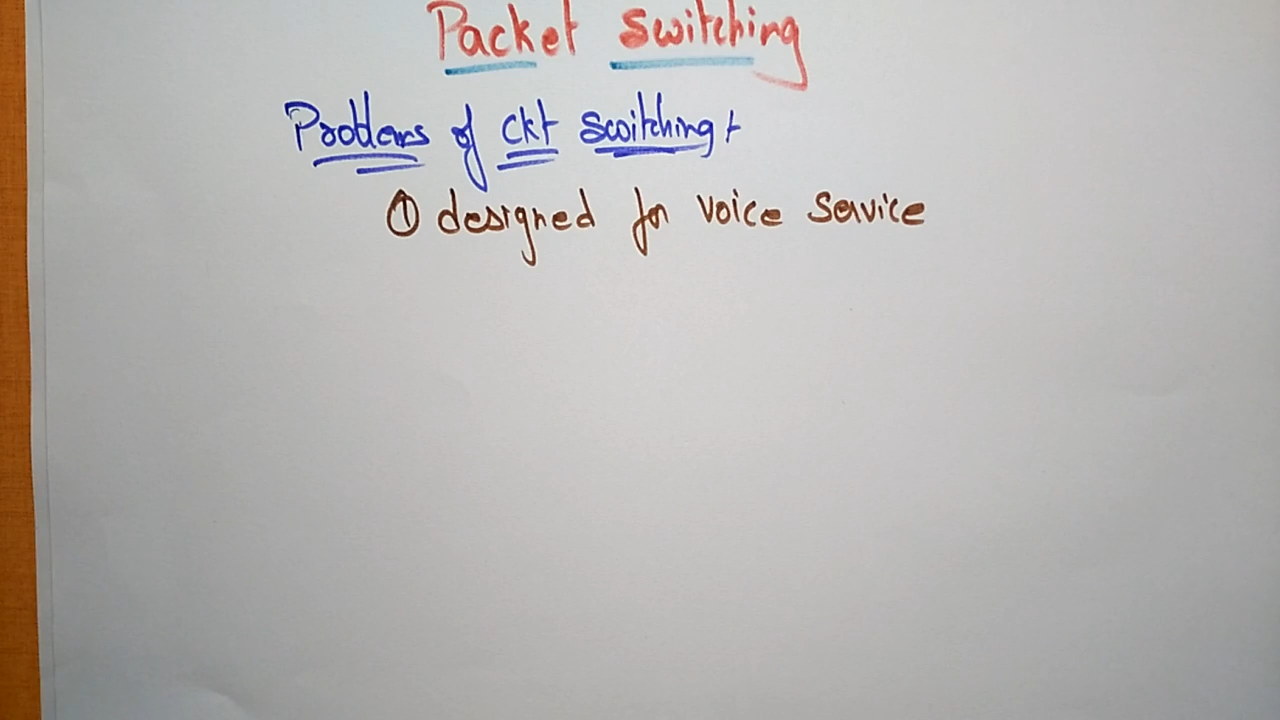 Packet switching
Problems of ckt switching :-
① designed for voice service